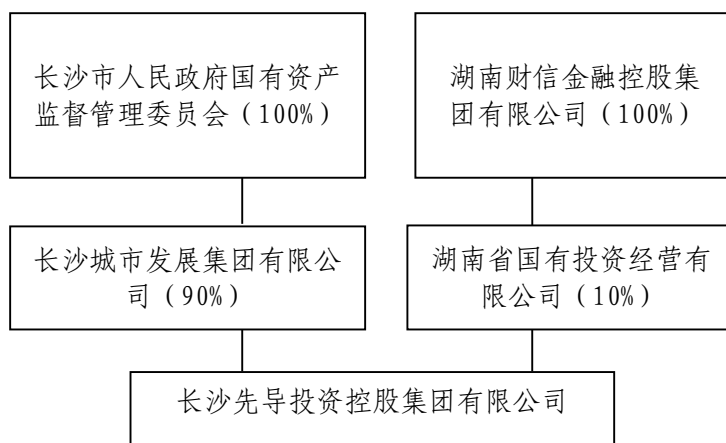 长沙市人民政府国有资产
监督管理委员会（100%）
湖南财信金融控股集
团有限公司（100%）
长沙城市发展集团有限公
司（90%）
湖南省国有投资经营有
限公司（10%）
长沙先导投资控股集团有限公司